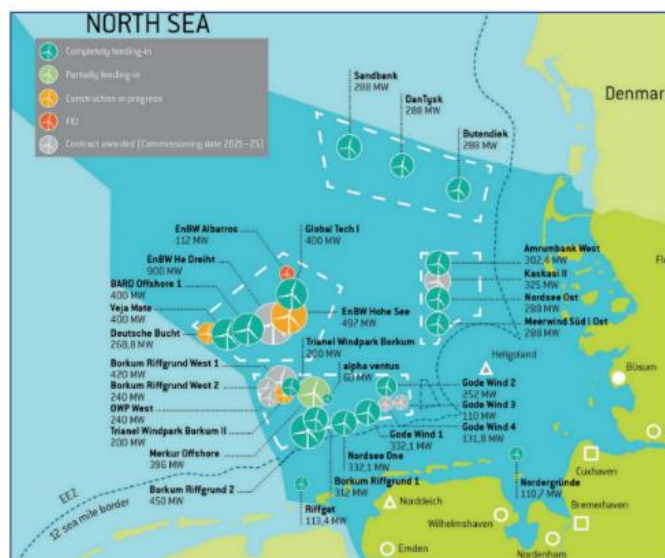 NORTH SEA
Completely feeding-in
Partially feeding-in
Construction in progress
FID
Contract awarded (Commissioning date 2021–25)
Sandbank
288 MW
DanTysk
288 MW
Butendiek
288 MW
Denmar
EnBW Albatros
112 MW
Global Tech I
400 MW
EnBW He Dreiht
900 MW
BARD Offshore 1
400 MW
Veja Mate
400 MW
Deutsche Bucht
268,8 MW
EnBW Hohe See
497 MW
Amrumbank West
302,4 MW
Kaskasi II
325 MW
Nordsee Ost
288 MW
Meerwind Süd | Ost
288 MW
Trianel Windpark Borkum
200 MW
Borkum Riffgrund West 1
420 MW
Borkum Riffgrund West 2
240 MW
OWP West
240 MW
Trianel Windpark Borkum II
200 MW
Merkur Offshore
396 MW
Borkum Riffgrund 2
450 MW
alpha ventus
60 MW
Gode Wind 2
252 MW
Gode Wind 3
110 MW
Gode Wind 4
131,8 MW
Gode Wind 1
332,1 MW
Nordsee One
332,1 MW
Borkum Riffgrund 1
312 MW
Riffgat
113,4 MW
Nordergründe
110,7 MW
Helgoland
Büsum
Cuxhaven
Bremerhaven
Norddeich
Wilhelmshaven
Emden
Nordenham
EEZ
12 sea mile border